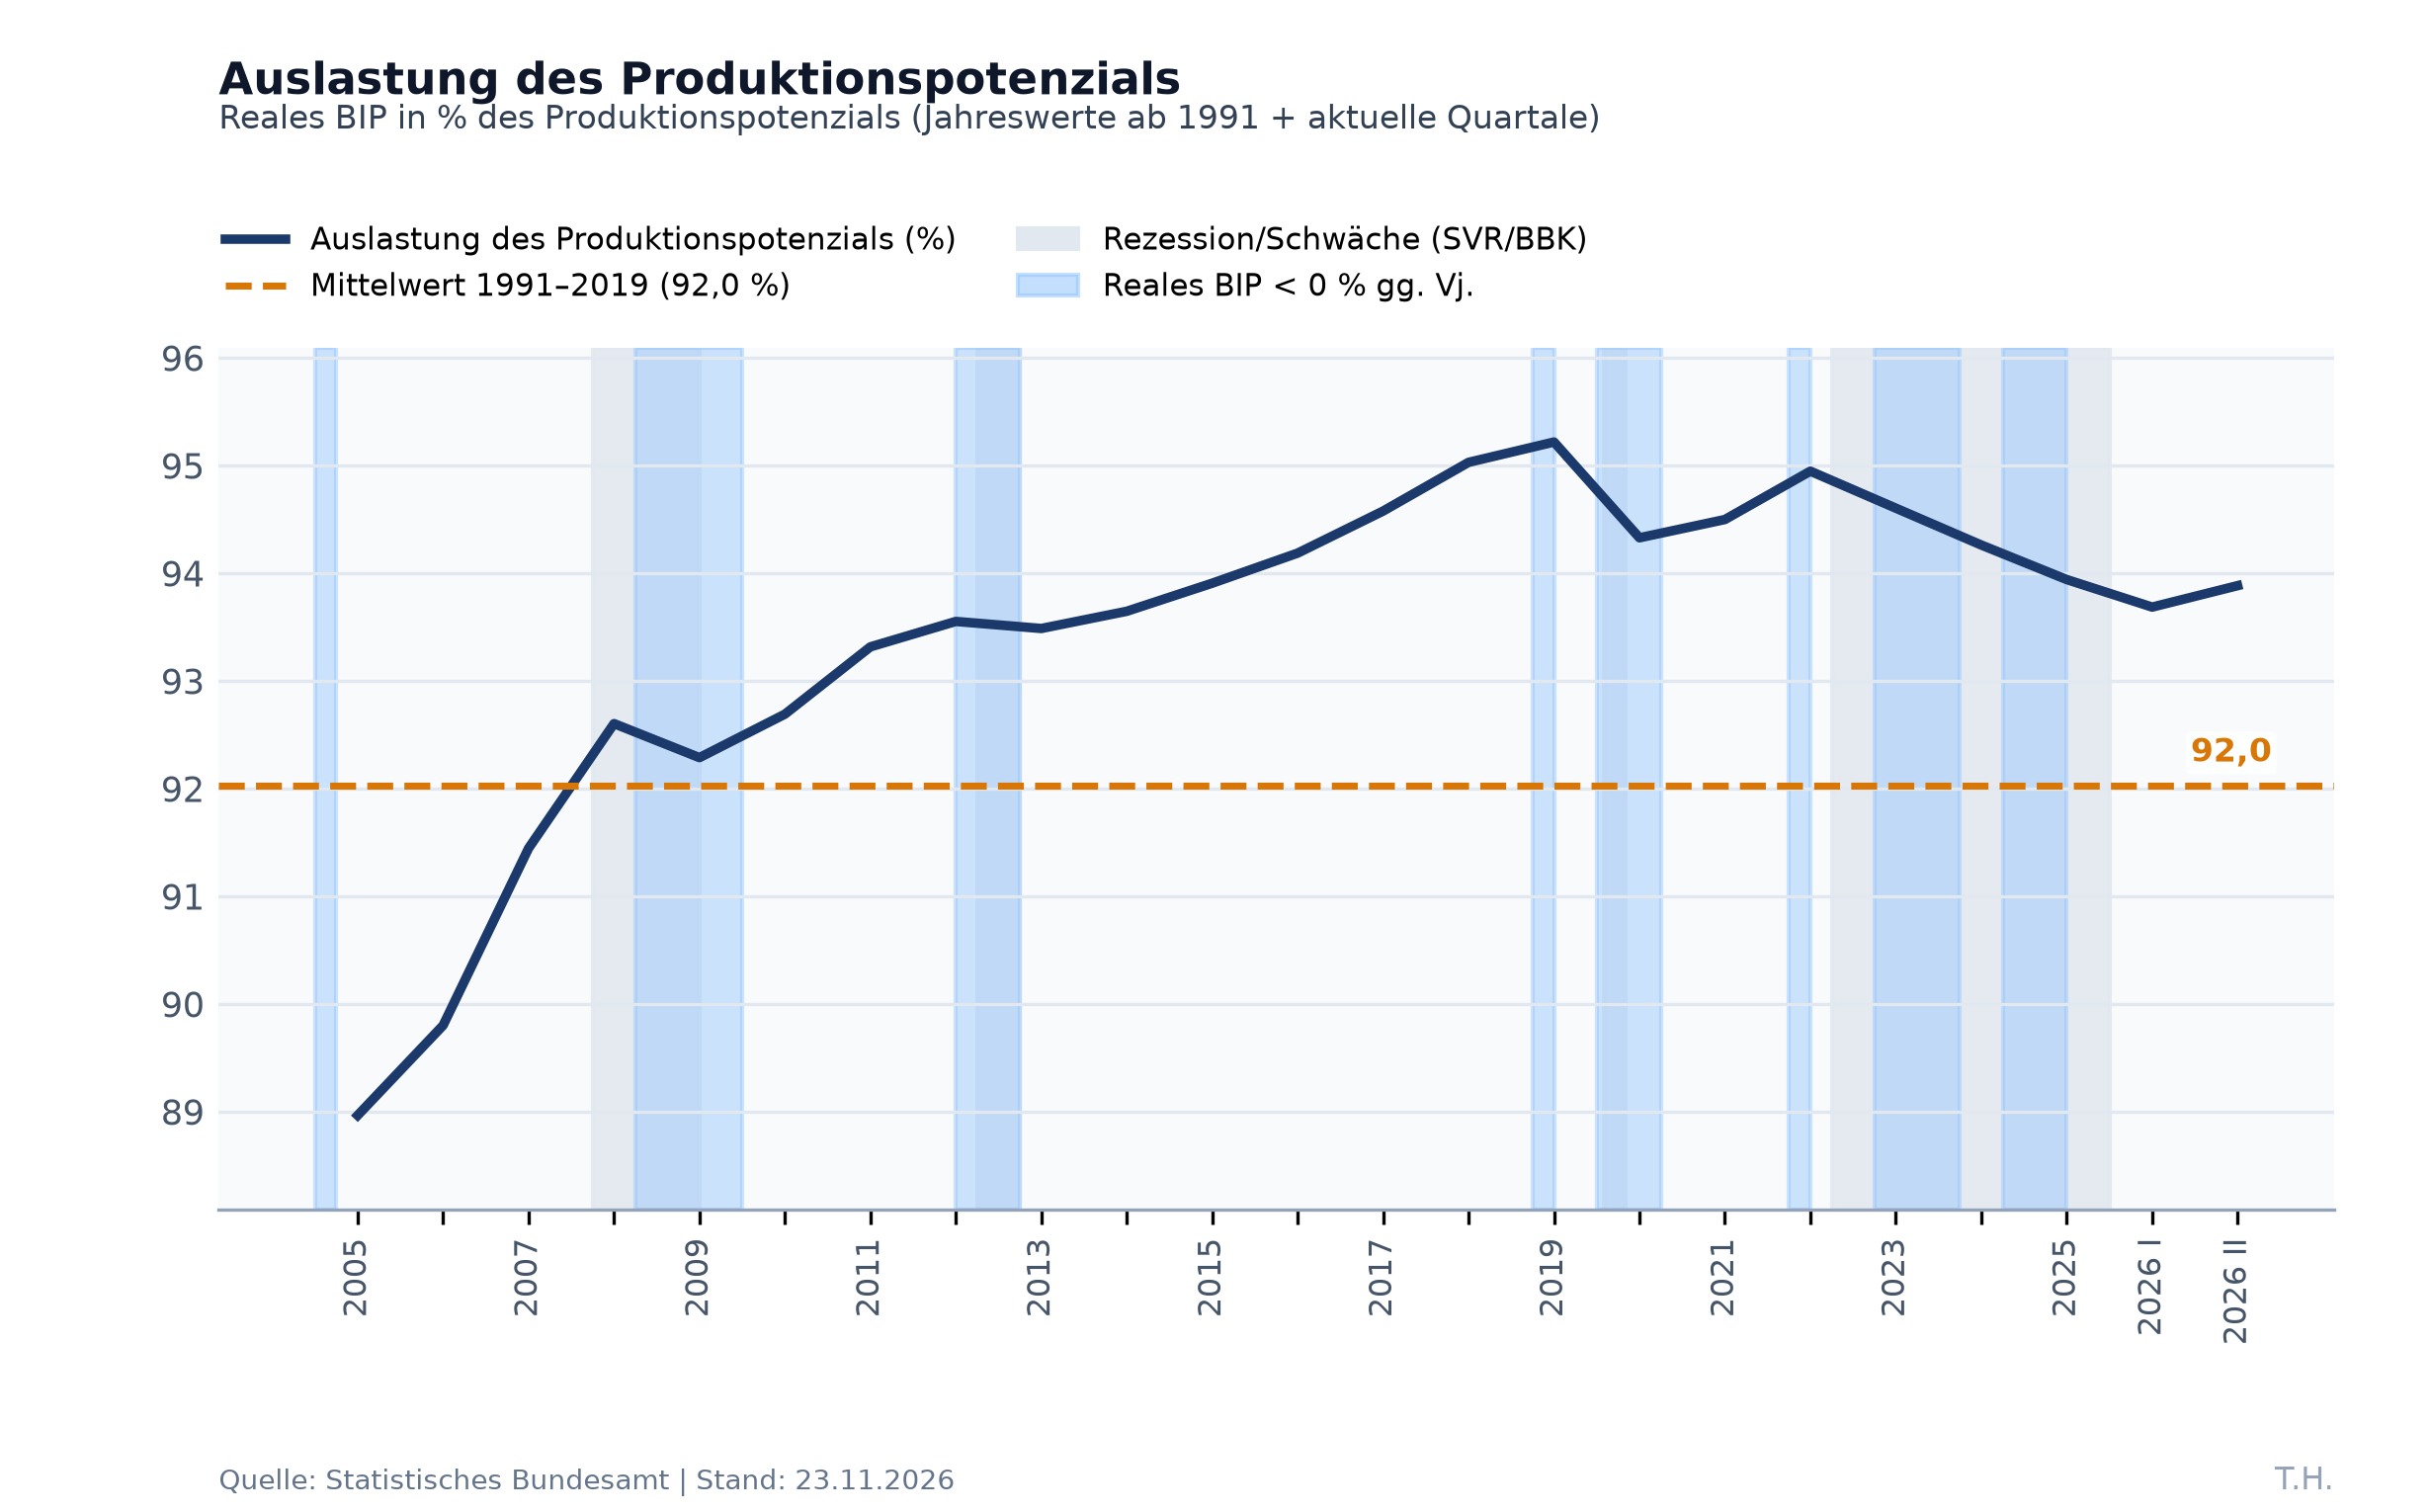 Auslastung des Produktionspotenzials
Reales BIP in % des Produktionspotenzials (Jahreswerte ab 1991 + aktuelle Quartale)
Auslastung des Produktionspotenzials (%)
Mittelwert 1991–2019 (92,0 %)
Rezession/Schwäche (SVR/BBK)
Reales BIP < 0 % gg. Vj.
96
95
94
93
92
91
90
89
92,0
2005
2007
2009
2011
2013
2015
2017
2019
2021
2023
2025
2026 I
2026 II
Quelle: Statistisches Bundesamt | Stand: 23.11.2026
T.H.